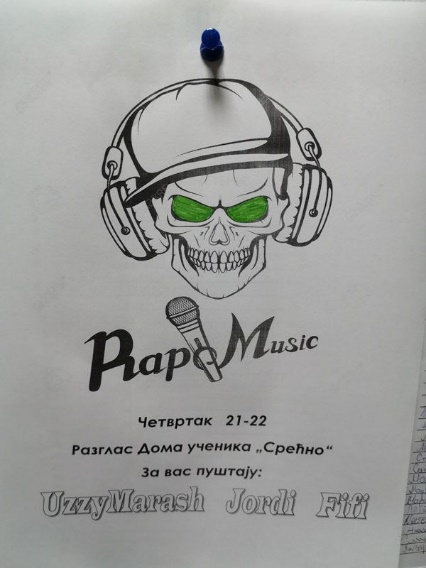 Rap Music
Четвртак 21-22
Разглас Дома ученика „Срећно“
За вас пуштају:
UzzyMarash Jordi Fifi